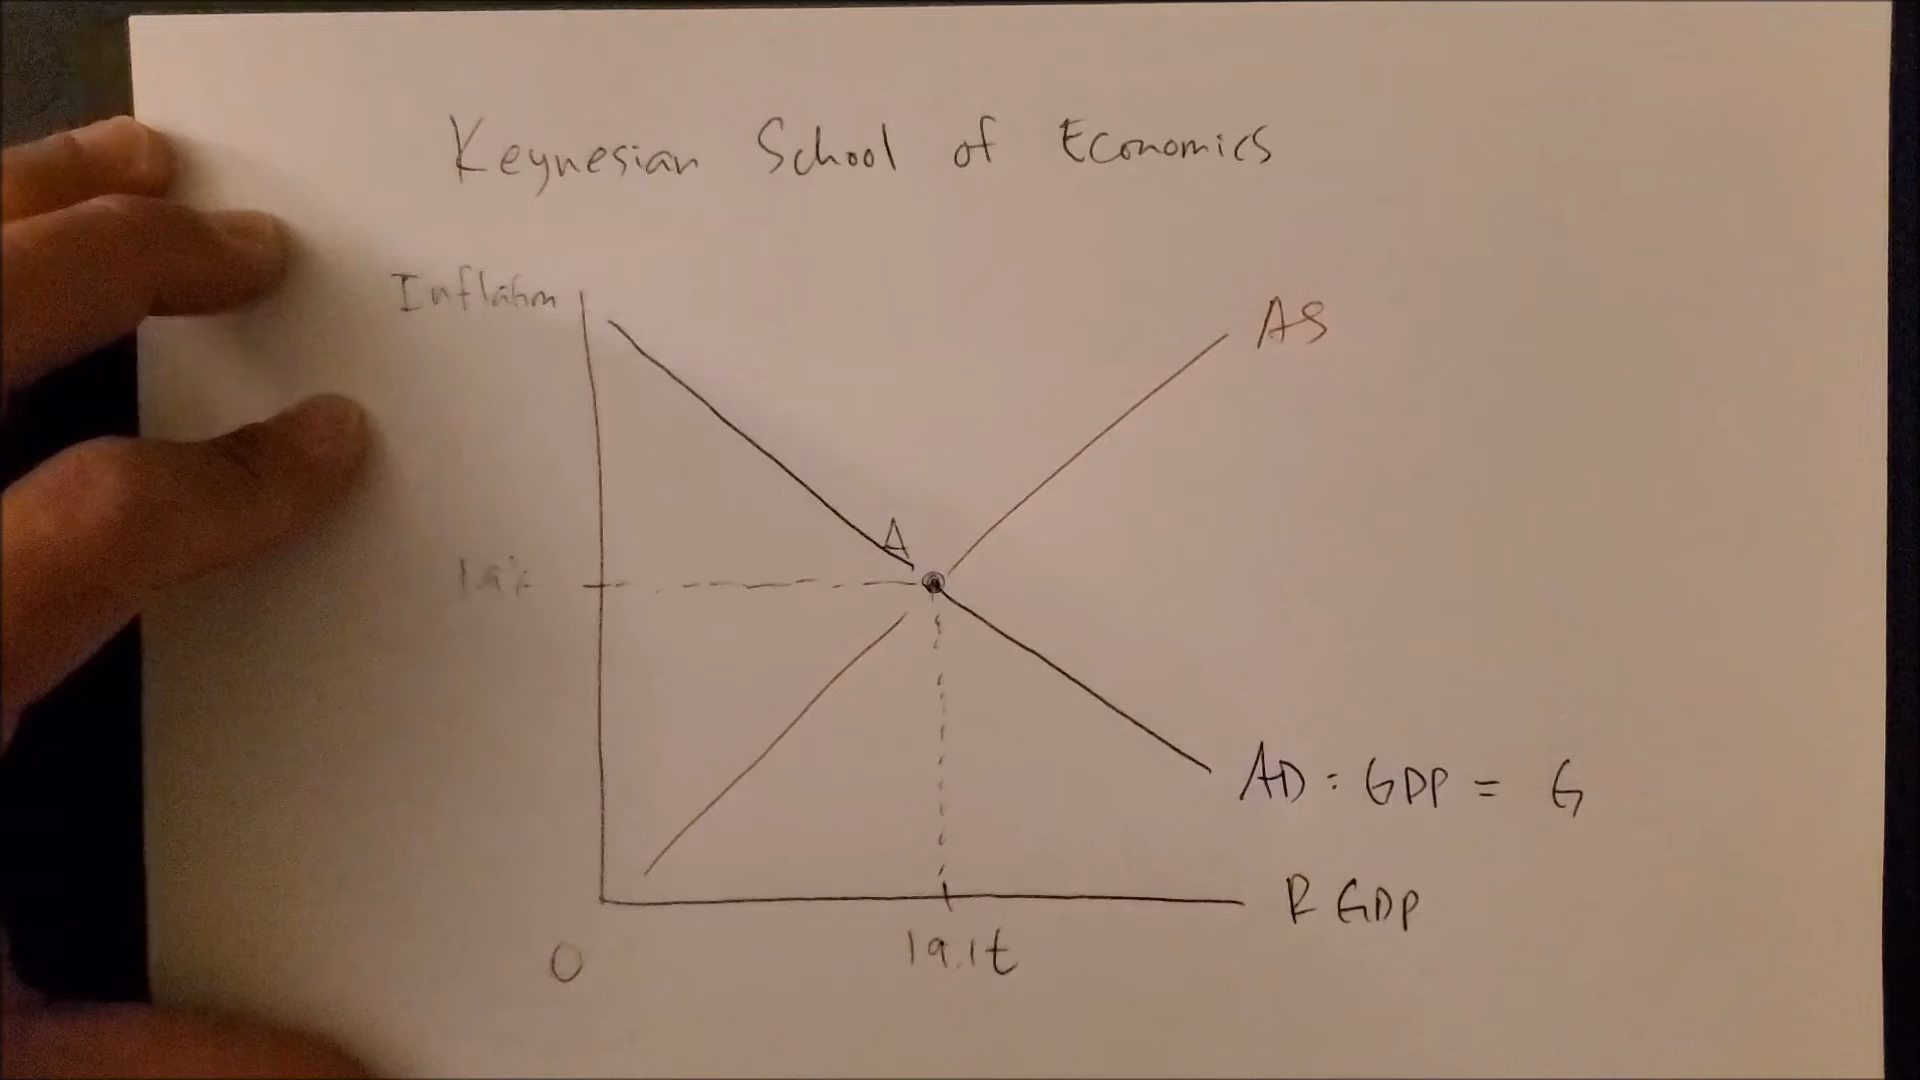 Keynesian School of Economics
Inflation
AS
A
AD : GDP = G
R GDP
0
19.1t